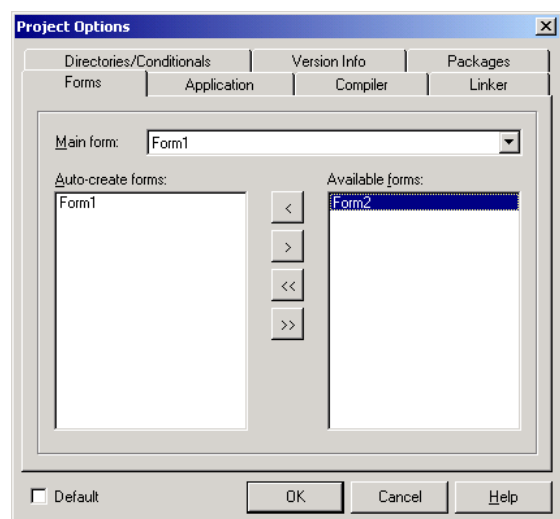 Project Options
Directories/Conditionals Version Info Packages
Forms Application Compiler Linker
Main form: Form1
Auto-create forms: Available forms:
Form1 Form2
<
>
<<
>>
Default OK Cancel Help